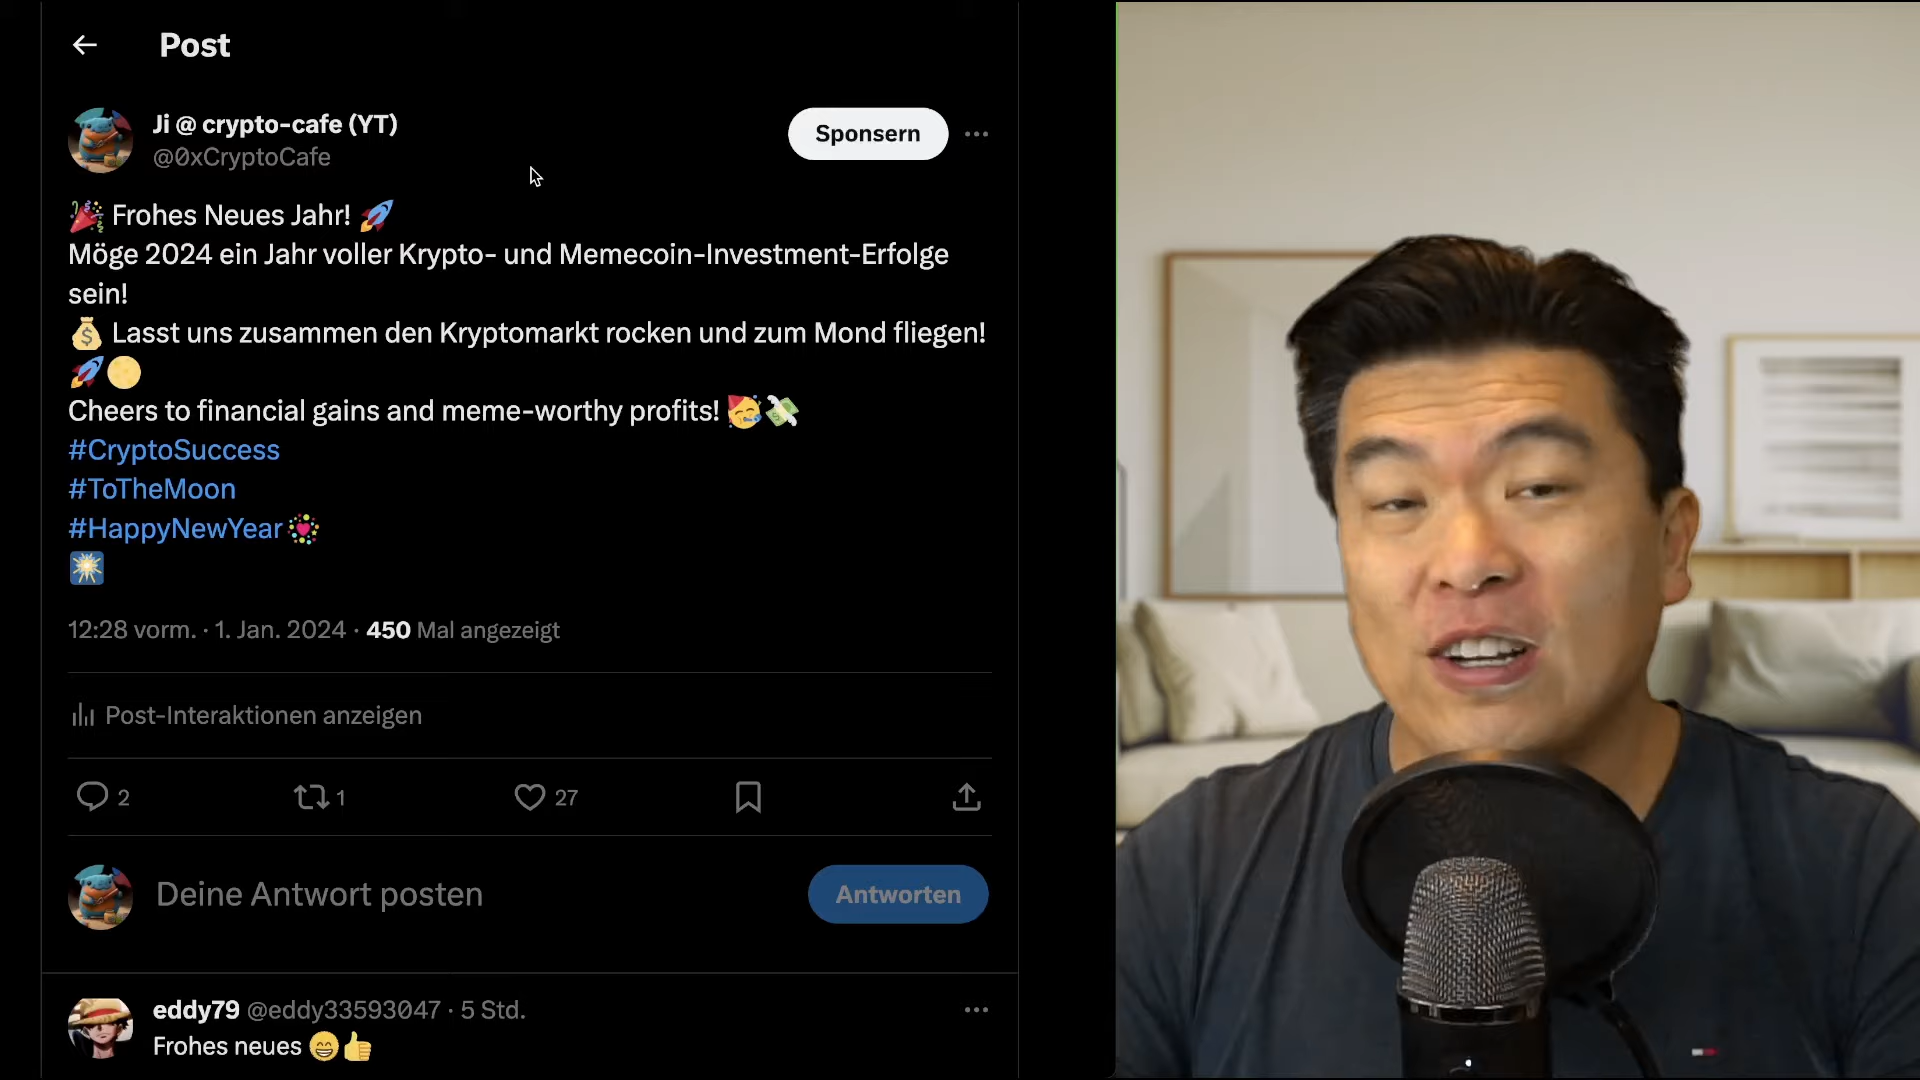 Post
Ji @ crypto-cafe (YT)
Sponsern
@0xCryptoCafe
🎉 Frohes Neues Jahr! 🚀
Möge 2024 ein Jahr voller Krypto- und Memecoin-Investment-Erfolge
sein!
💰 Lasst uns zusammen den Kryptomarkt rocken und zum Mond fliegen!
🚀🌕
Cheers to financial gains and meme-worthy profits! 🥳💸
#CryptoSuccess
#ToTheMoon
#HappyNewYear 💖
🎇
12:28 vorm. · 1. Jan. 2024 · 450 Mal angezeigt
Post-Interaktionen anzeigen
2 1 27
Deine Antwort posten
Antworten
eddy79 @eddy33593047 · 5 Std.
Frohes neues 😁👍